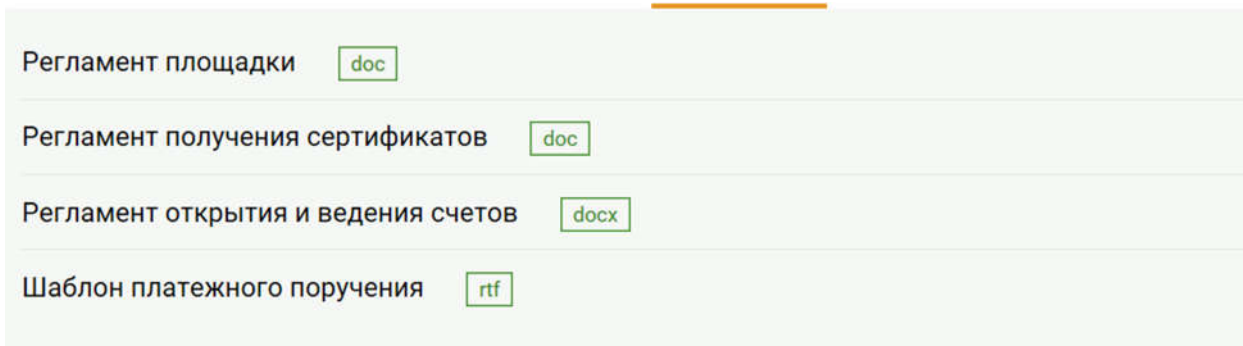 Регламент площадки doc
Регламент получения сертификатов doc
Регламент открытия и ведения счетов docx
Шаблон платежного поручения rtf